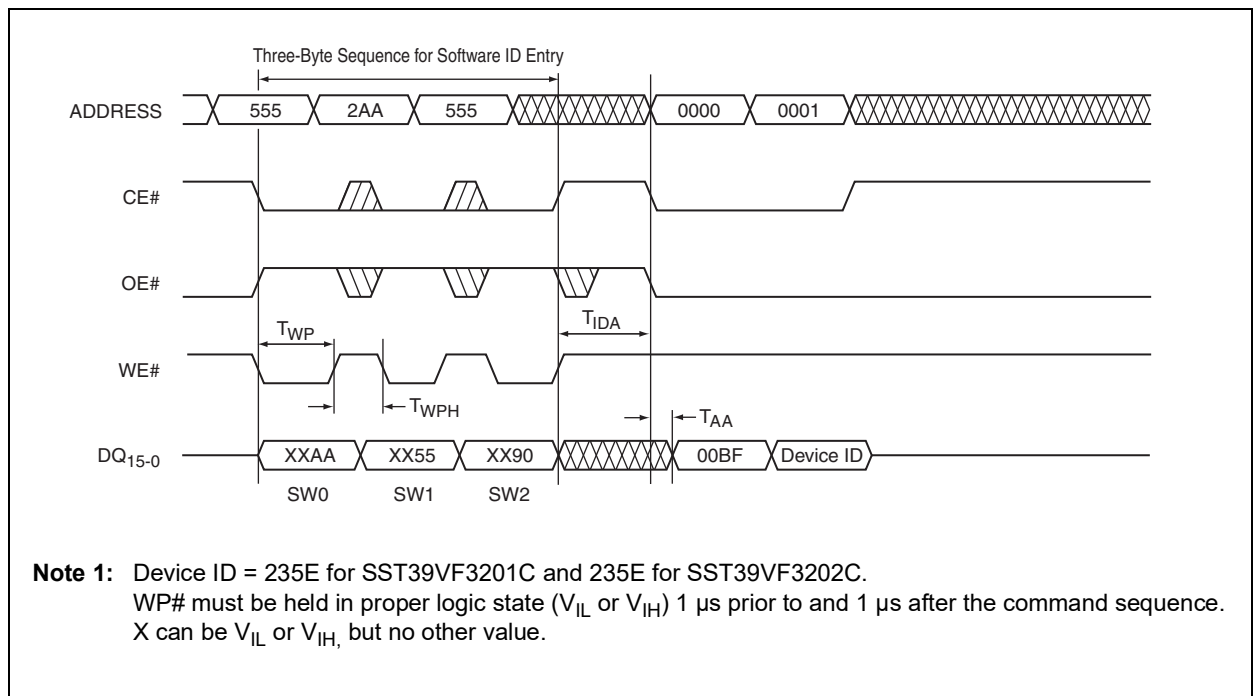 Three-Byte Sequence for Software ID Entry
ADDRESS 555 2AA 555 0000 0001
CE#
OE#
TWP TIDA
WE#
TWPH TAA
DQ15-0 XXAA XX55 XX90 00BF Device ID
SW0 SW1 SW2
Note 1: Device ID = 235E for SST39VF3201C and 235E for SST39VF3202C.
WP# must be held in proper logic state (VIL or VIH) 1 µs prior to and 1 µs after the command sequence.
X can be VIL or VIH, but no other value.